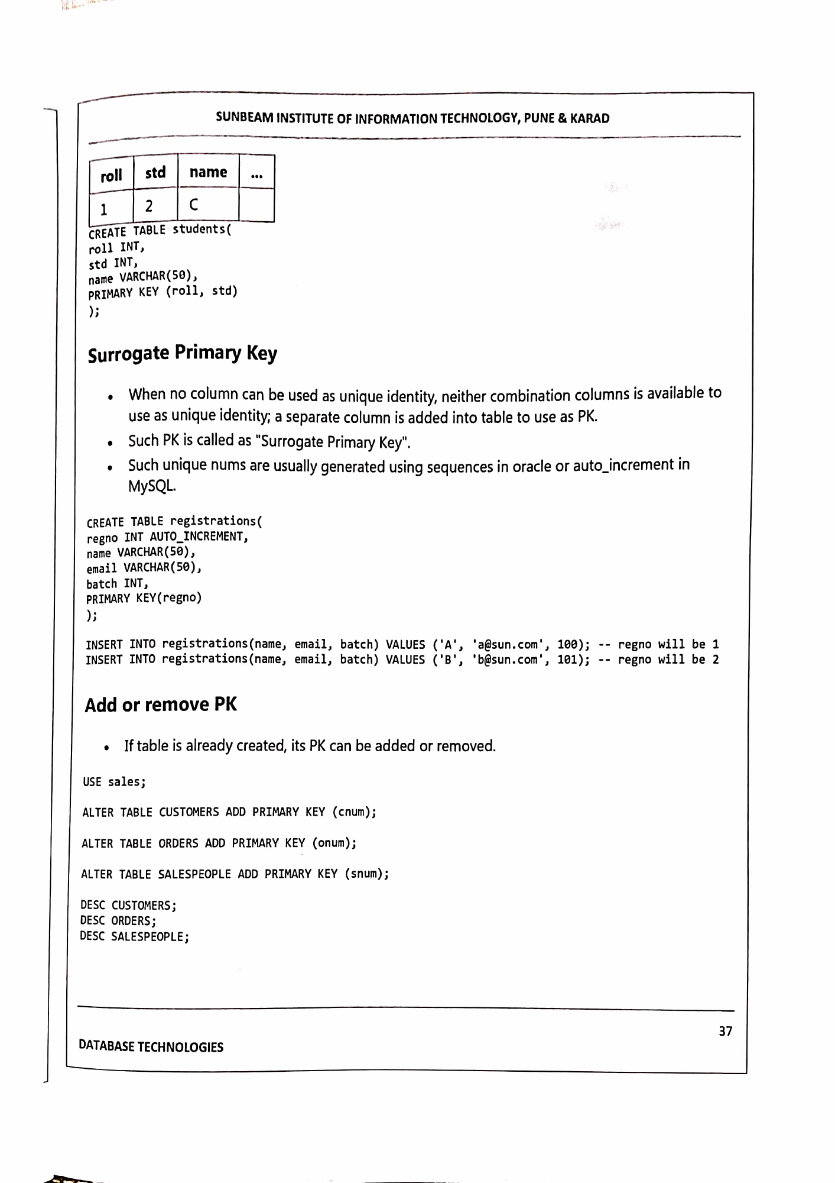 SUNBEAM INSTITUTE OF INFORMATION TECHNOLOGY, PUNE & KARAD
roll std name ...
1 2 C
CREATE TABLE students(
roll INT,
std INT,
name VARCHAR(50),
PRIMARY KEY (roll, std)
);
Surrogate Primary Key
• When no column can be used as unique identity, neither combination columns is available to
use as unique identity; a separate column is added into table to use as PK.
• Such PK is called as "Surrogate Primary Key".
• Such unique nums are usually generated using sequences in oracle or auto_increment in
MySQL.
CREATE TABLE registrations(
regno INT AUTO_INCREMENT,
name VARCHAR(50),
email VARCHAR(50),
batch INT,
PRIMARY KEY(regno)
);
INSERT INTO registrations(name, email, batch) VALUES ('A', 'a@sun.com', 100); -- regno will be 1
INSERT INTO registrations(name, email, batch) VALUES ('B', 'b@sun.com', 101); -- regno will be 2
Add or remove PK
• If table is already created, its PK can be added or removed.
USE sales;
ALTER TABLE CUSTOMERS ADD PRIMARY KEY (cnum);
ALTER TABLE ORDERS ADD PRIMARY KEY (onum);
ALTER TABLE SALESPEOPLE ADD PRIMARY KEY (snum);
DESC CUSTOMERS;
DESC ORDERS;
DESC SALESPEOPLE;
37
DATABASE TECHNOLOGIES